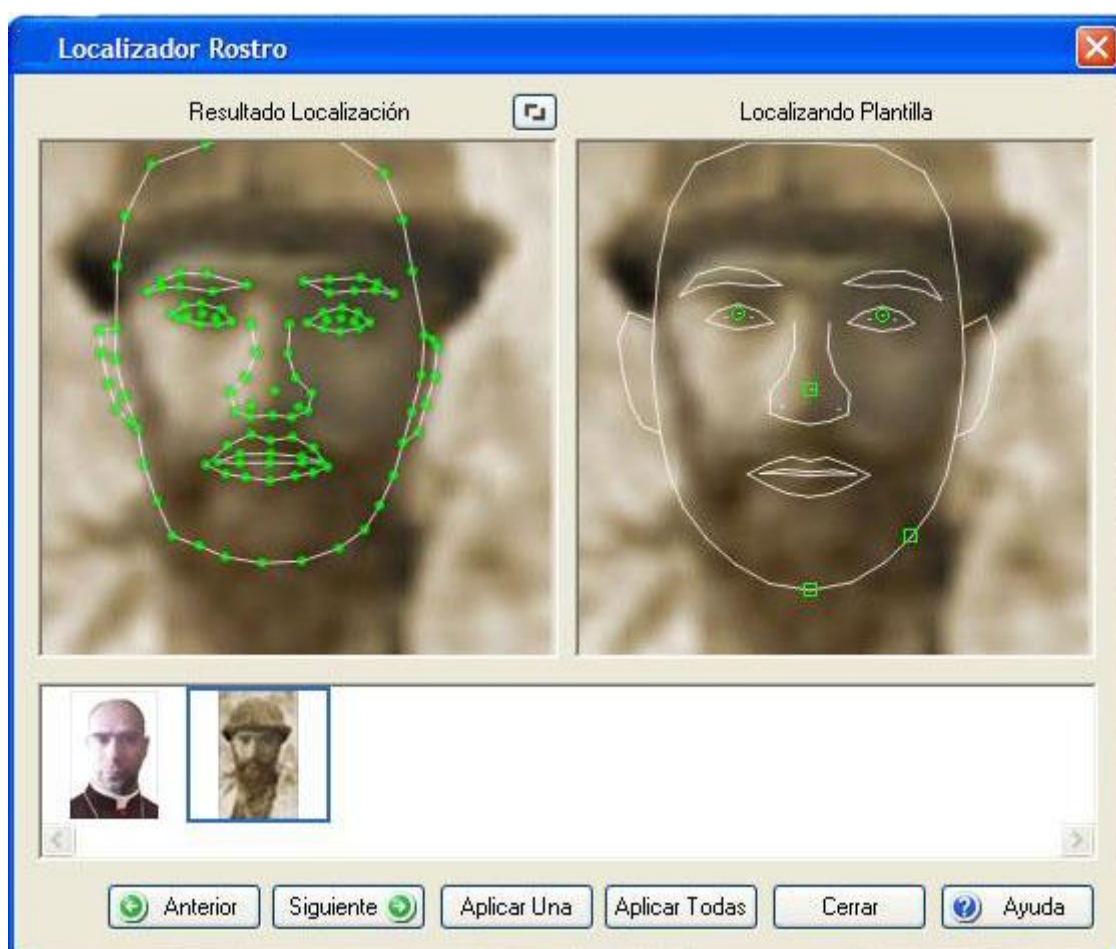 Localizador Rostro
Resultado Localización
Localizando Plantilla
Anterior
Siguiente
Aplicar Una
Aplicar Todas
Cerrar
Ayuda